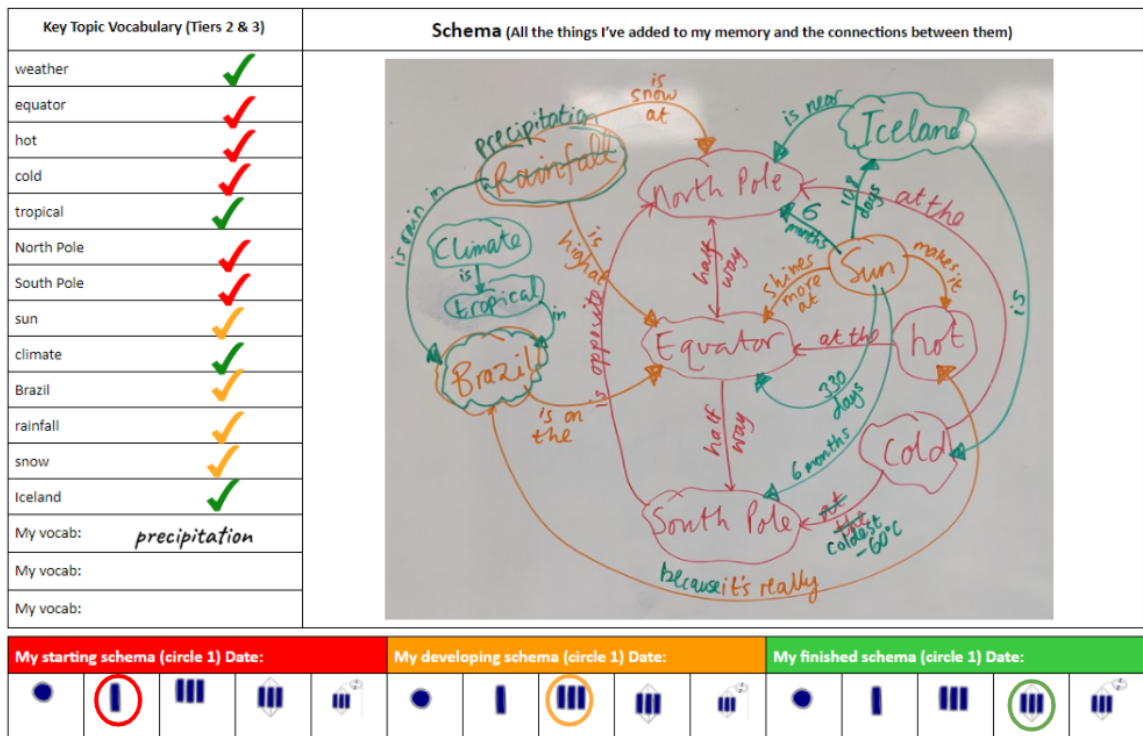 Key Topic Vocabulary (Tiers 2 & 3)
Schema (All the things I've added to my memory and the connections between them)
weather
equator
hot
cold
tropical
North Pole
South Pole
sun
climate
Brazil
rainfall
snow
Iceland
My vocab: precipitation
My vocab:
My vocab:
is
snow
at
precipitation
Rainfall
is near
Iceland
North Pole
at the
108
days
6
months
is rain in
Climate
is
tropical
in
is
higher
half
way
shines
more
at
Sun
makes it
is
is opposite
Equator
at the
hot
Brazil
is on
the
330
days
half
way
6 months
Cold
South Pole
at
the
coldest
-60°C
because it's really
My starting schema (circle 1) Date:
My developing schema (circle 1) Date:
My finished schema (circle 1) Date: